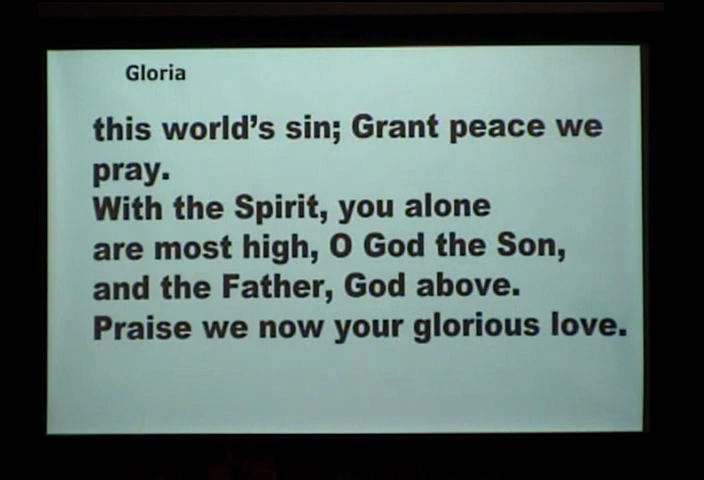 Gloria
this world's sin; Grant peace we
pray.
With the Spirit, you alone
are most high, O God the Son,
and the Father, God above.
Praise we now your glorious love.